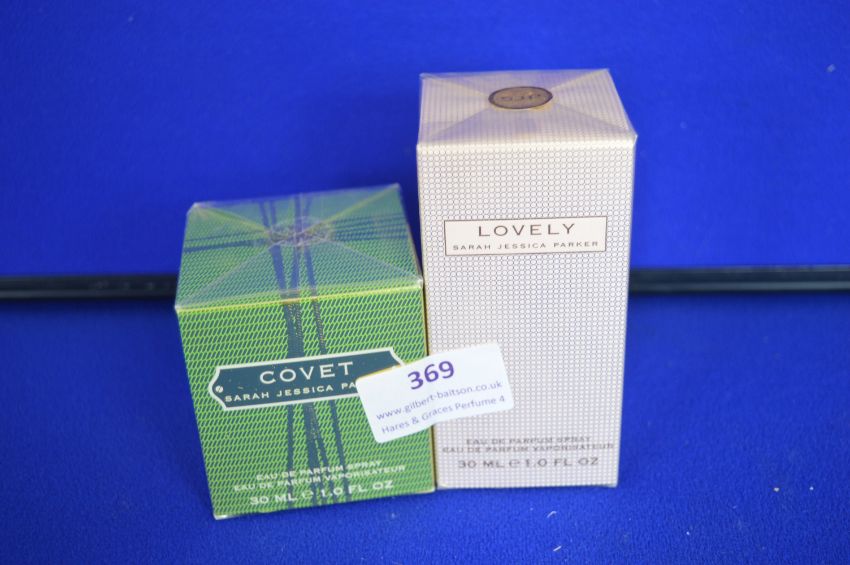 SJP
LOVELY
SARAH JESSICA PARKER
EAU DE PARFUM SPRAY
EAU DE PARFUM VAPORISATEUR
30 ML e 1.0 FL OZ
COVET
SARAH JESSICA
EAU DE PARFUM SPRAY
EAU DE PARFUM VAPORISATEUR
30 ML e 1.0 FL OZ
369
www.gilbert-baitson.co.uk
Hares & Graces Perfume 4